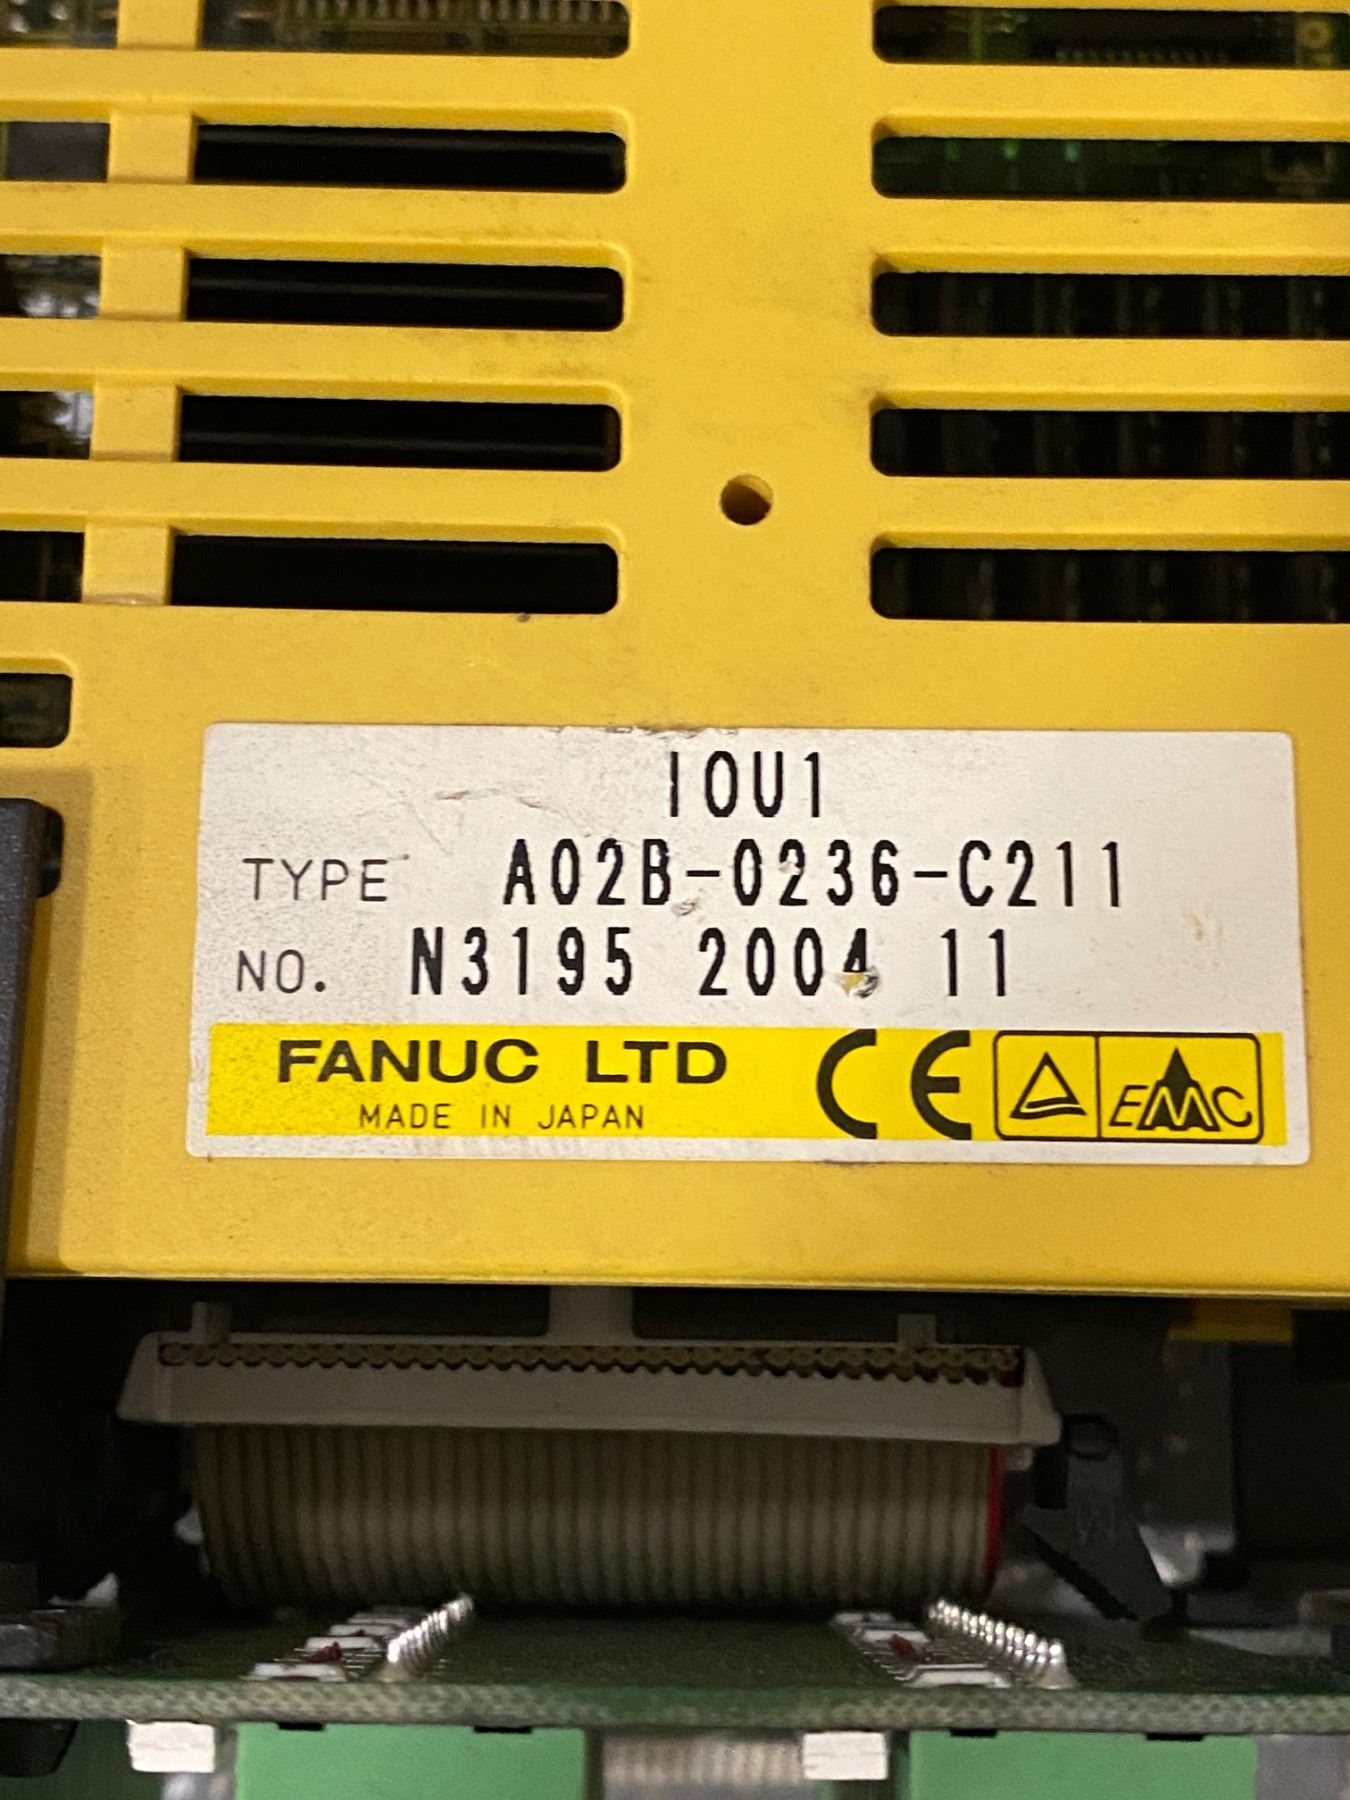 IOU1
TYPE A02B-0236-C211
NO. N3195 2004 11
FANUC LTD CE EMC
MADE IN JAPAN